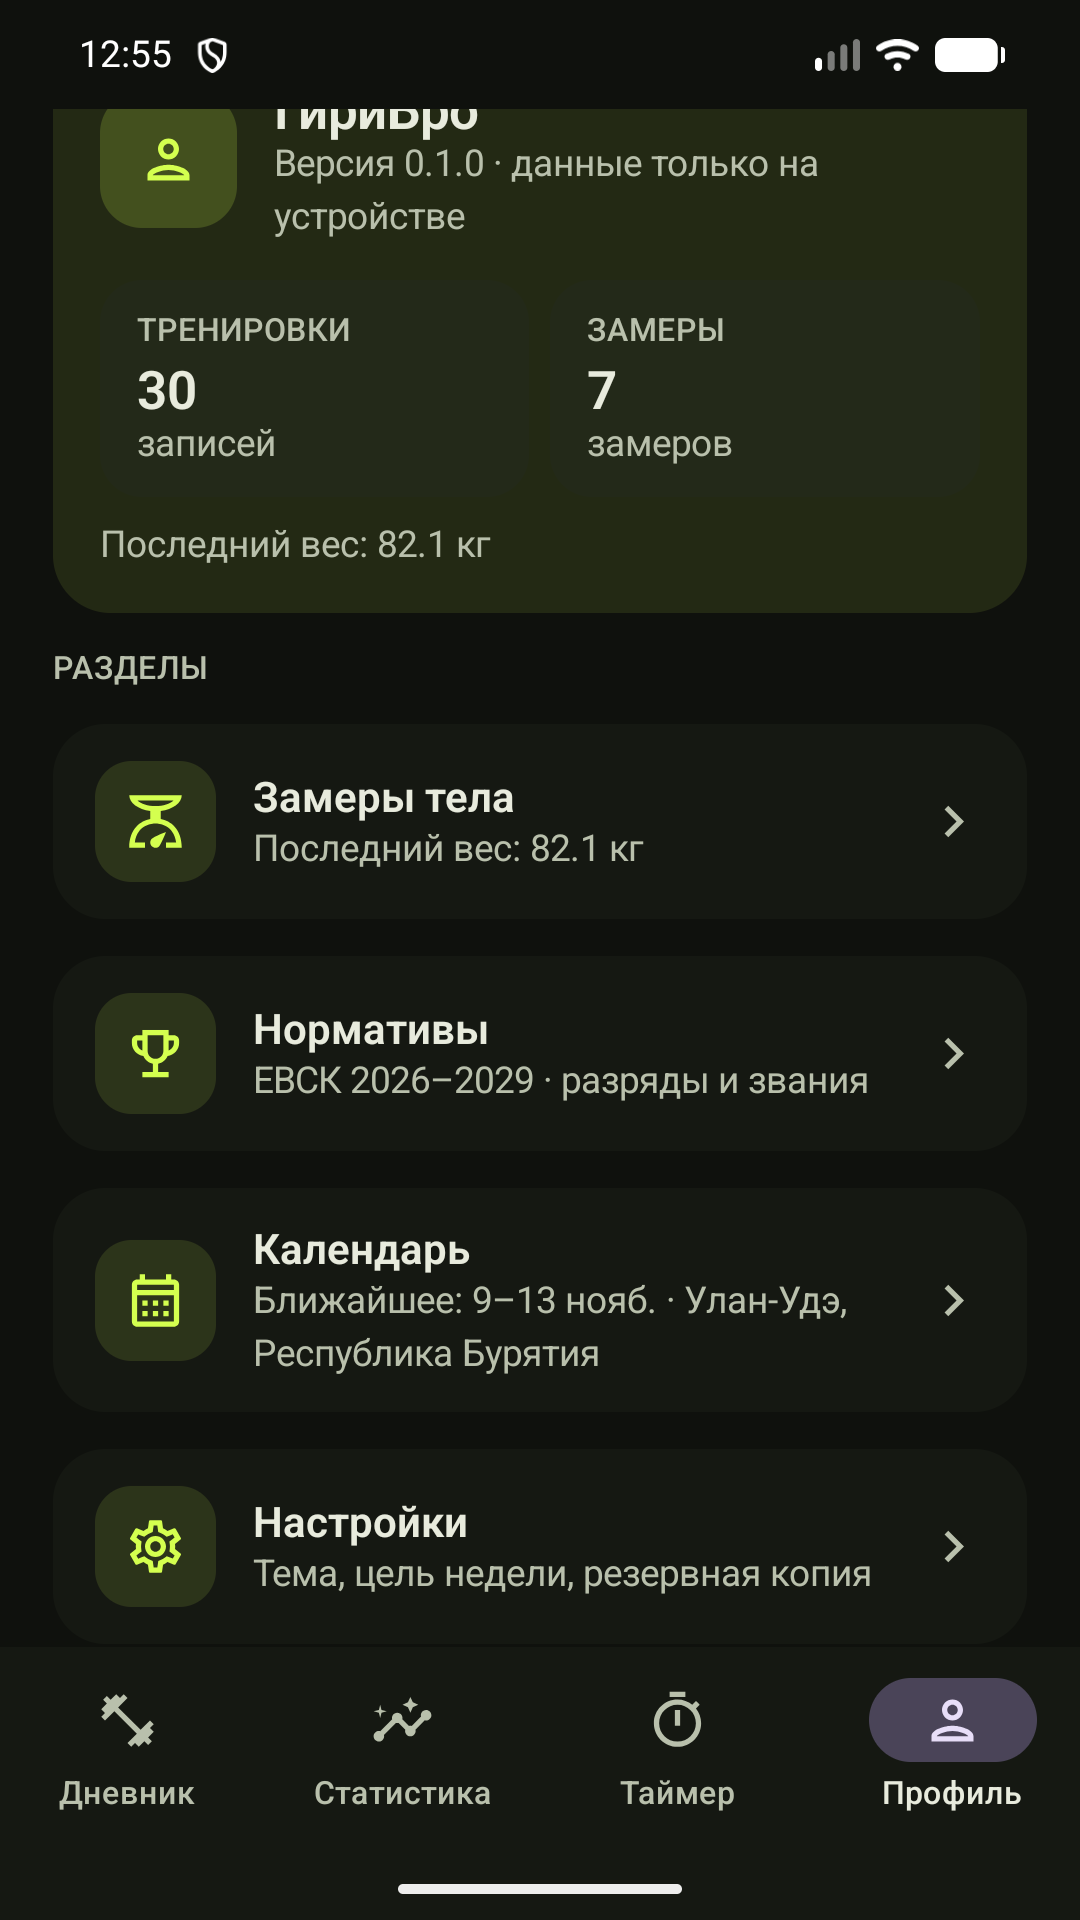 12:55
ГириБро
Версия 0.1.0 · данные только на
устройстве
ТРЕНИРОВКИ
30
записей
ЗАМЕРЫ
7
замеров
Последний вес: 82.1 кг
РАЗДЕЛЫ
Замеры тела
Последний вес: 82.1 кг
Нормативы
ЕВСК 2026–2029 · разряды и звания
Календарь
Ближайшее: 9–13 нояб. · Улан-Удэ,
Республика Бурятия
Настройки
Тема, цель недели, резервная копия
Дневник
Статистика
Таймер
Профиль